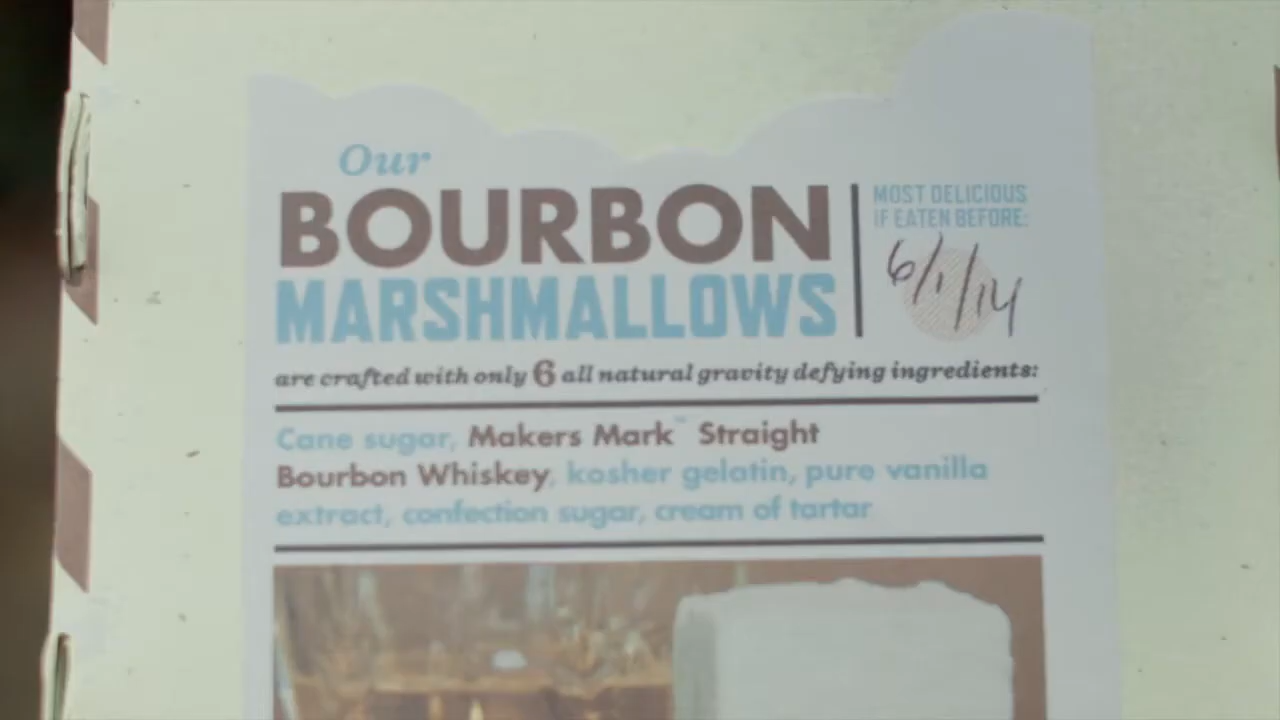 Our
BOURBON
MARSHMALLOWS
MOST DELICIOUS
IF EATEN BEFORE:
6/1/14
are crafted with only 6 all natural gravity defying ingredients:
Cane sugar, Makers Mark™ Straight
Bourbon Whiskey, kosher gelatin, pure vanilla
extract, confection sugar, cream of tartar